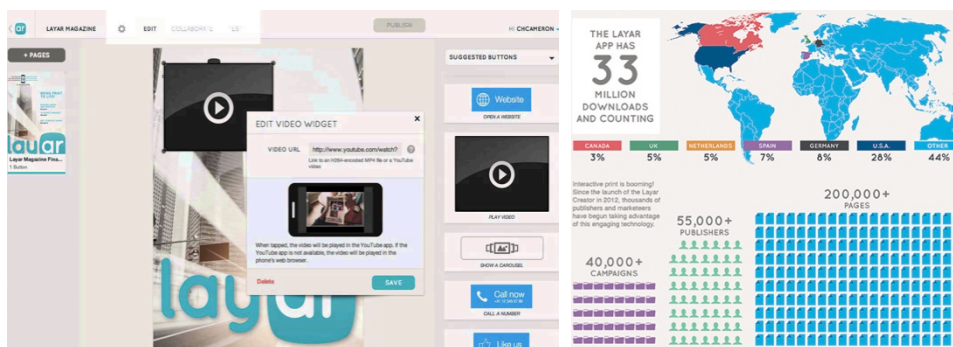 ar
LAYAR MAGAZINE
EDIT
PUBLISH
HI CHCAMERON
+ PAGES
layar
Layar Magazine Fina...
1 Button
EDIT VIDEO WIDGET
x
VIDEO URL
http://www.youtube.com/watch?
?
Link to an H264-encoded MP4 file or a YouTube
video
When tapped, the video will be played in the YouTube app. If the
YouTube app is not available, the video will be played in the
phone's web browser.
Delete
SAVE
layar
SUGGESTED BUTTONS
Website
OPEN A WEBSITE
PLAY VIDEO
SHOW A CAROUSEL
Call now
CALL A NUMBER
Like us
THE LAYAR
APP HAS
33
MILLION
DOWNLOADS
AND COUNTING
CANADA
UK
NETHERLANDS
SPAIN
GERMANY
U.S.A.
OTHER
3%
5%
5%
7%
8%
28%
44%
Interactive print is booming!
Since the launch of the Layar
Creator in 2012, thousands of
publishers and marketeers
have begun taking advantage
of this engaging technology.
40,000+
CAMPAIGNS
55,000+
PUBLISHERS
200,000+
PAGES